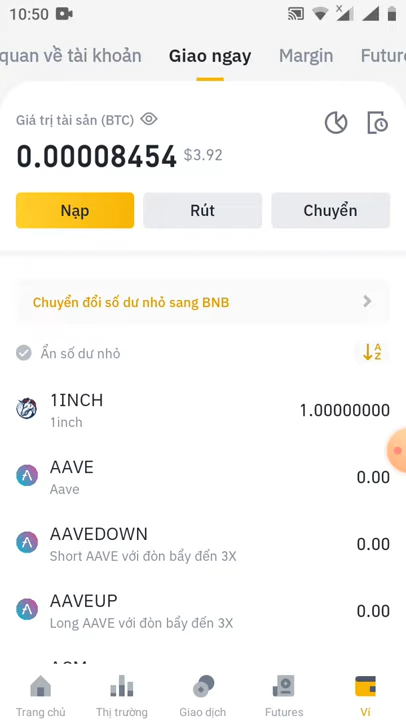 10:50
quan về tài khoản Giao ngay Margin Future
Giá trị tài sản (BTC)
0.00008454 $3.92
Nạp Rút Chuyển
Chuyển đổi số dư nhỏ sang BNB
Ẩn số dư nhỏ
1INCH
1inch
1.00000000
AAVE
Aave
0.00
AAVEDOWN
Short AAVE với đòn bẩy đến 3X
0.00
AAVEUP
Long AAVE với đòn bẩy đến 3X
0.00
Trang chủ Thị trường Giao dịch Futures Ví